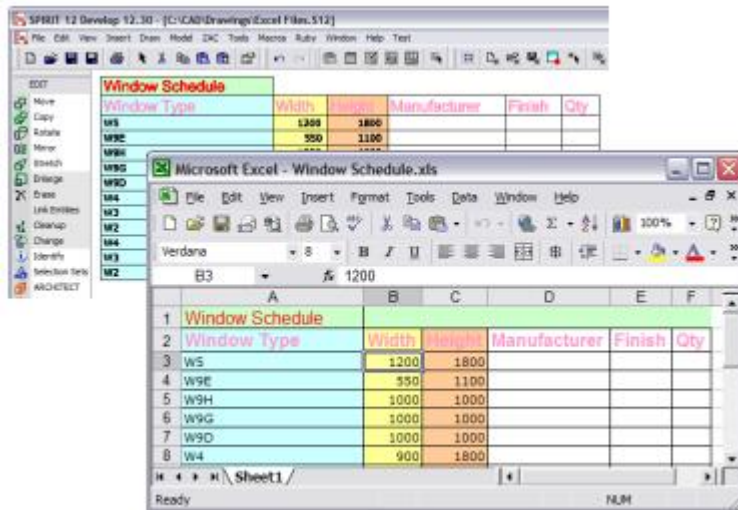 SPIRIT 12 Develop 12.30 - [C:\CAD\Drawings\Excel Files.S12]
File Edit View Insert Draw Model ZAC Tools Macros Ruby Window Help Test
EDIT
Move
Copy
Rotate
Mirror
Stretch
Enlarge
Erase
Link Entities
Cleanup
Change
Identify
Selection Sets
ARCHITECT
Window Schedule
Window Type Width Height Manufacturer Finish Qty
W5 1200 1800
W9E 550 1100
W9H
W9G
W9D
W4
W3
W2
W4
W3
W2
Microsoft Excel - Window Schedule.xls
File Edit View Insert Format Tools Data Window Help
100%
Verdana 8 B I U
B3 fx 1200
A B C D E F
1 Window Schedule
2 Window Type Width Height Manufacturer Finish Qty
3 W5 1200 1800
4 W9E 550 1100
5 W9H 1000 1000
6 W9G 1000 1000
7 W9D 1000 1000
8 W4 900 1800
Sheet1
Ready NUM